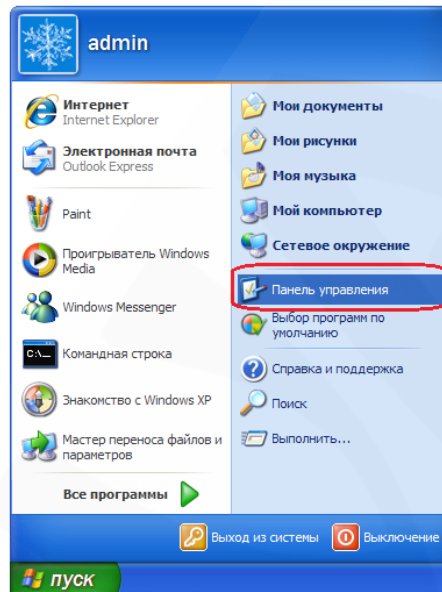 admin
Интернет
Internet Explorer
Электронная почта
Outlook Express
Paint
Проигрыватель Windows
Media
Windows Messenger
C:\_
Командная строка
Знакомство с Windows XP
Мастер переноса файлов и
параметров
Все программы
Мои документы
Мои рисунки
Моя музыка
Мой компьютер
Сетевое окружение
Панель управления
Выбор программ по
умолчанию
Справка и поддержка
Поиск
Выполнить...
Выход из системы
Выключение
пуск